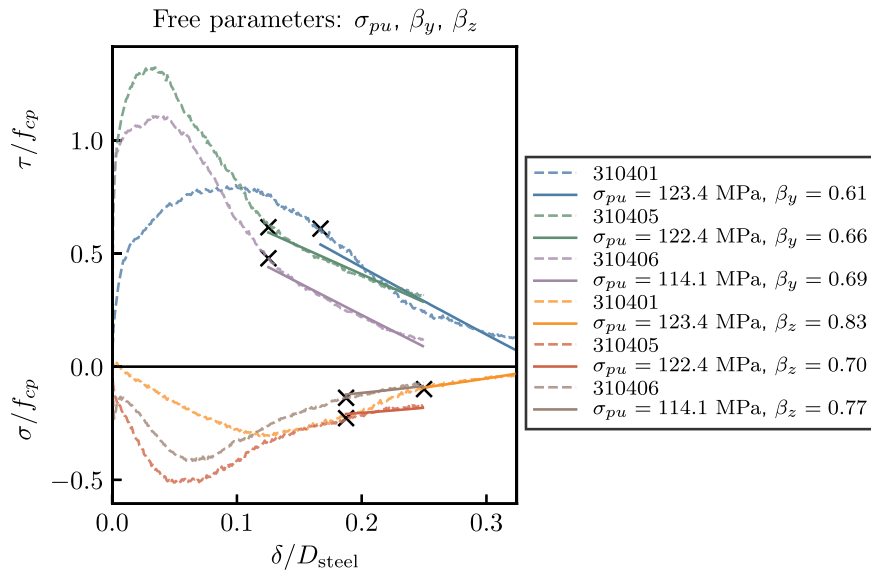 Free parameters: σ_pu, β_y, β_z
τ/f_cp
1.0
0.5
0.0
σ/f_cp
−0.5
0.0 0.1 0.2 0.3
δ/D_steel
310401
σ_pu = 123.4 MPa, β_y = 0.61
310405
σ_pu = 122.4 MPa, β_y = 0.66
310406
σ_pu = 114.1 MPa, β_y = 0.69
310401
σ_pu = 123.4 MPa, β_z = 0.83
310405
σ_pu = 122.4 MPa, β_z = 0.70
310406
σ_pu = 114.1 MPa, β_z = 0.77